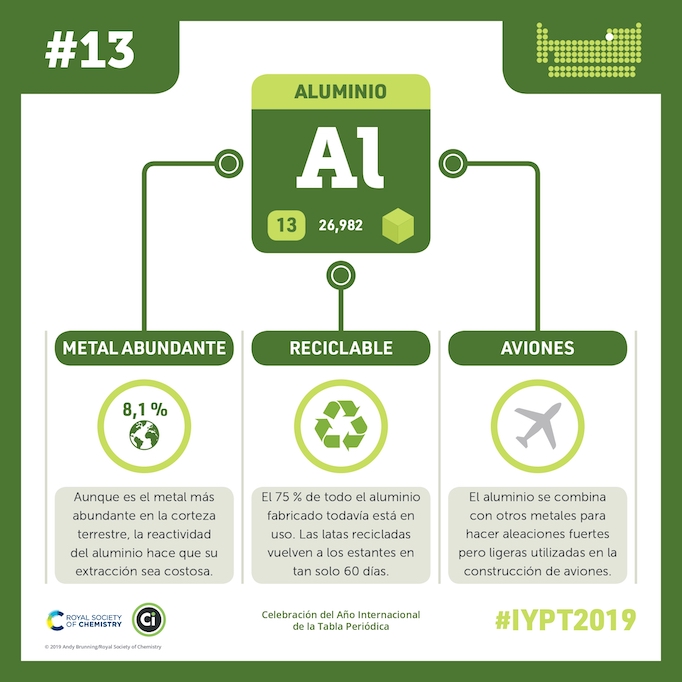 #13
ALUMINIO
Al
13
26,982
METAL ABUNDANTE
8,1 %
Aunque es el metal más
abundante en la corteza
terrestre, la reactividad
del aluminio hace que su
extracción sea costosa.
RECICLABLE
El 75 % de todo el aluminio
fabricado todavía está en
uso. Las latas recicladas
vuelven a los estantes en
tan solo 60 días.
AVIONES
El aluminio se combina
con otros metales para
hacer aleaciones fuertes
pero ligeras utilizadas en la
construcción de aviones.
ROYAL SOCIETY
OF CHEMISTRY
Ci
© 2019 Andy Brunning/Royal Society of Chemistry
Celebración del Año Internacional
de la Tabla Periódica
#IYPT2019